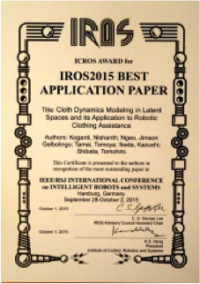 IROS
ICROS AWARD for
IROS2015 BEST
APPLICATION PAPER
Title: Cloth Dynamics Modeling in Latent
Spaces and its Application to Robotic
Clothing Assistance
Authors: Koganti, Nishanth; Ngeo, Jimson
Gelbolingo; Tamei, Tomoya; Ikeda, Kazushi;
Shibata, Tomohiro
This Certificate is presented to the authors in
recognition of the most outstanding paper in
IEEE/RSJ INTERNATIONAL CONFERENCE
on INTELLIGENT ROBOTS and SYSTEMS
Hamburg, Germany
September 28-October 2, 2015
October 1, 2015
C. S. George Lee
IROS Advisory Council Honorary Chair
October 1, 2015
President
Institute of Control, Robotics and Systems